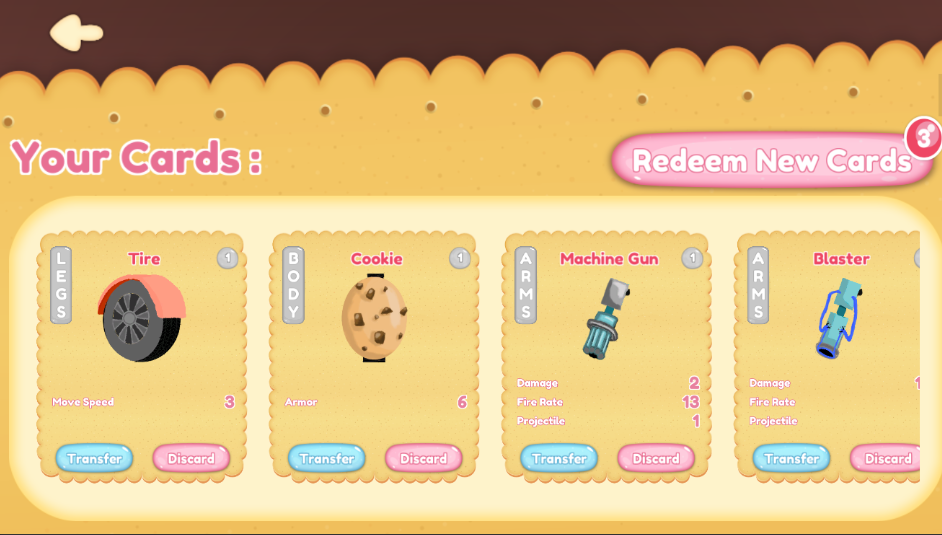 Your Cards :
Redeem New Cards
3
LEGS
Tire
1
Move Speed 3
Transfer Discard
BODY
Cookie
1
Armor 6
Transfer Discard
ARMS
Machine Gun
1
Damage 2
Fire Rate 13
Projectile 1
Transfer Discard
ARMS
Blaster
Damage
Fire Rate
Projectile
Transfer Discard